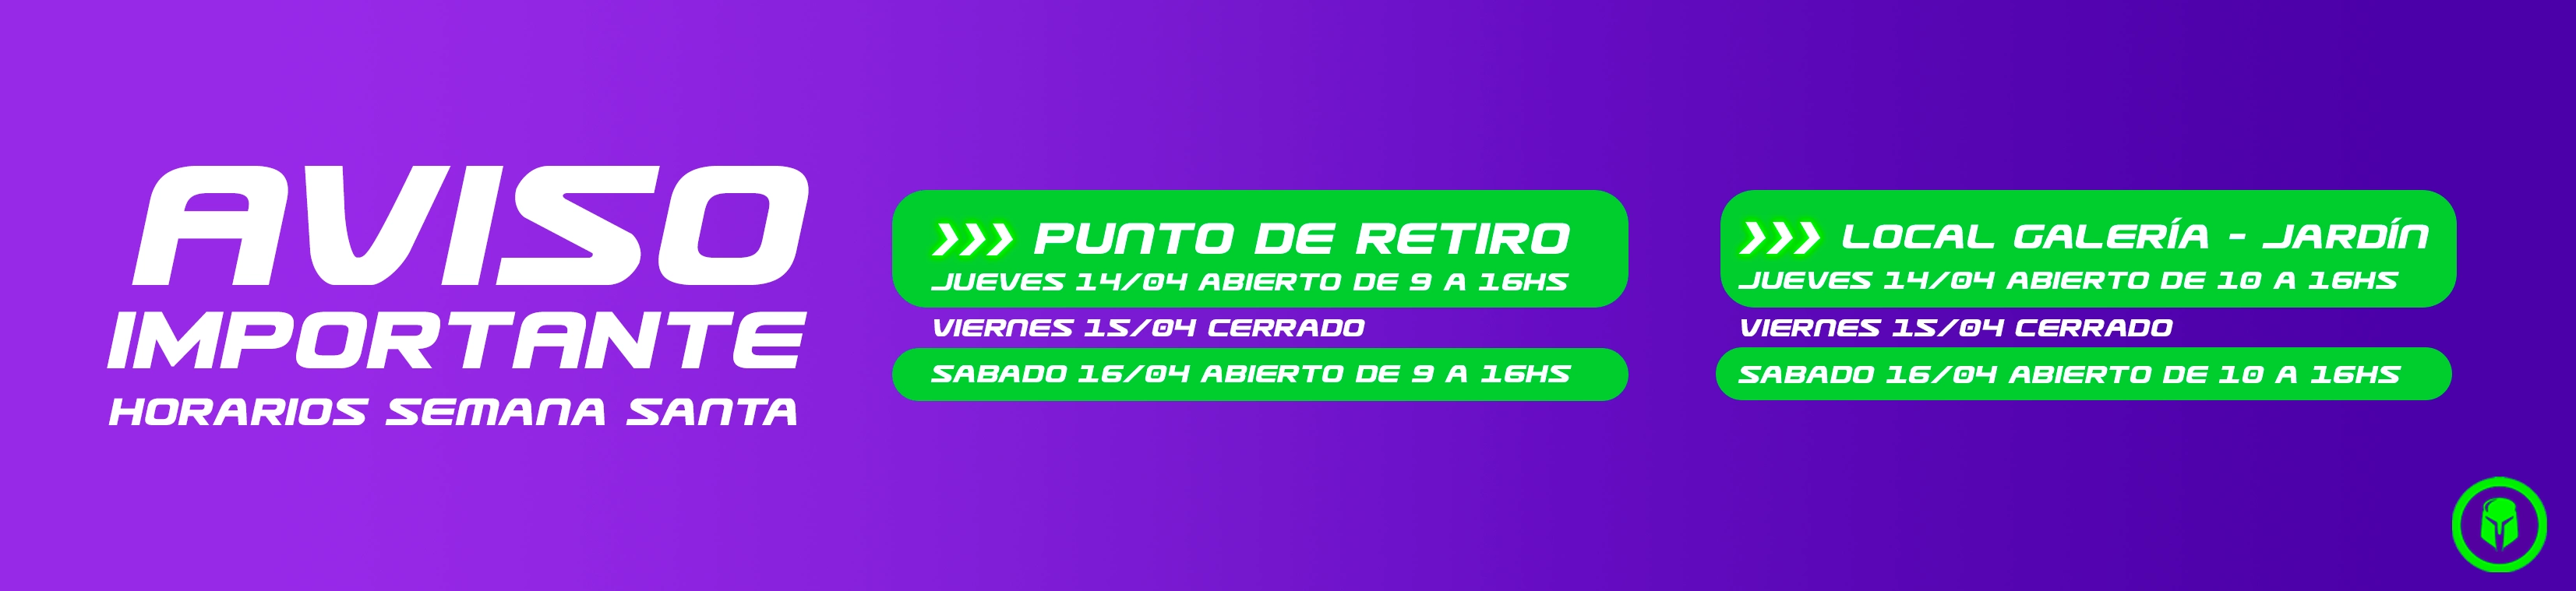 AVISO
IMPORTANTE
HORARIOS SEMANA SANTA
>>> PUNTO DE RETIRO
JUEVES 14/04 ABIERTO DE 9 A 16HS
VIERNES 15/04 CERRADO
SABADO 16/04 ABIERTO DE 9 A 16HS
>>> LOCAL GALERÍA - JARDÍN
JUEVES 14/04 ABIERTO DE 10 A 16HS
VIERNES 15/04 CERRADO
SABADO 16/04 ABIERTO DE 10 A 16HS